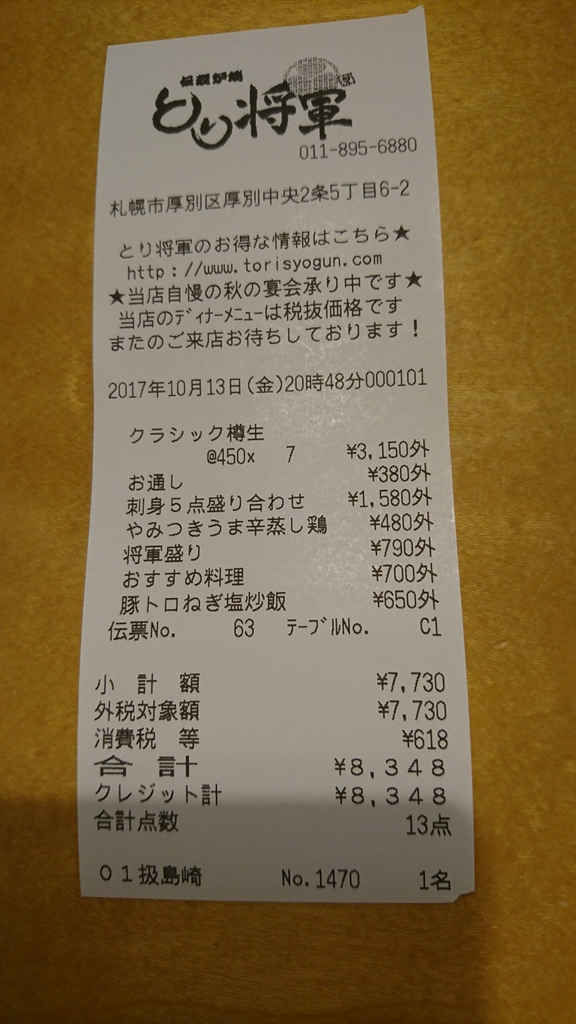 伝説炉端
とり将軍
011-895-6880
札幌市厚別区厚別中央2条5丁目6-2
とり将軍のお得な情報はこちら★
http://www.torisyogun.com
★当店自慢の秋の宴会承り中です★
当店のﾃﾞｨﾅｰﾒﾆｭｰは税抜価格です
またのご来店お待ちしております！
2017年10月13日(金)20時48分000101
クラシック樽生
@450x 7 ¥3,150外
お通し ¥380外
刺身５点盛り合わせ ¥1,580外
やみつきうま辛蒸し鶏 ¥480外
将軍盛り ¥790外
おすすめ料理 ¥700外
豚トロねぎ塩炒飯 ¥650外
伝票No. 63 ﾃｰﾌﾞﾙNo. C1
小 計 額 ¥7,730
外税対象額 ¥7,730
消費税 等 ¥618
合 計 ¥８,３４８
クレジット計 ¥８,３４８
合計点数 13点
０１扱島崎 No.1470 1名